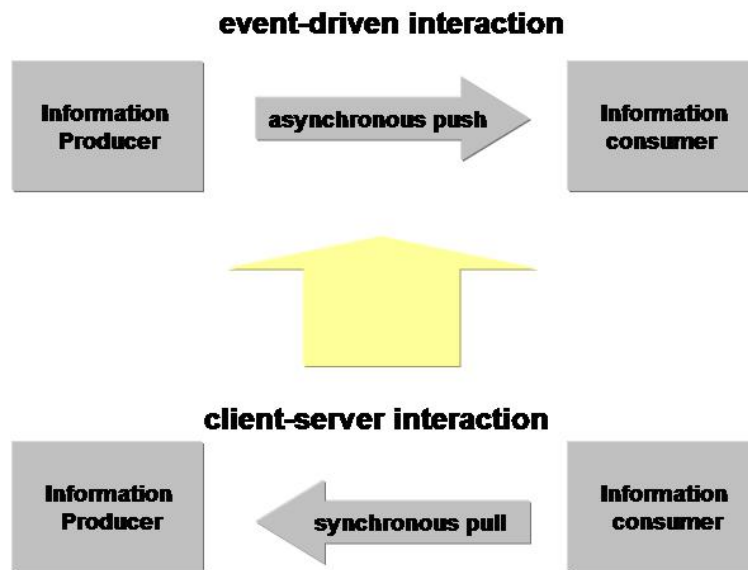 event-driven interaction
Information
Producer
asynchronous push
Information
consumer
client-server interaction
Information
Producer
synchronous pull
Information
consumer